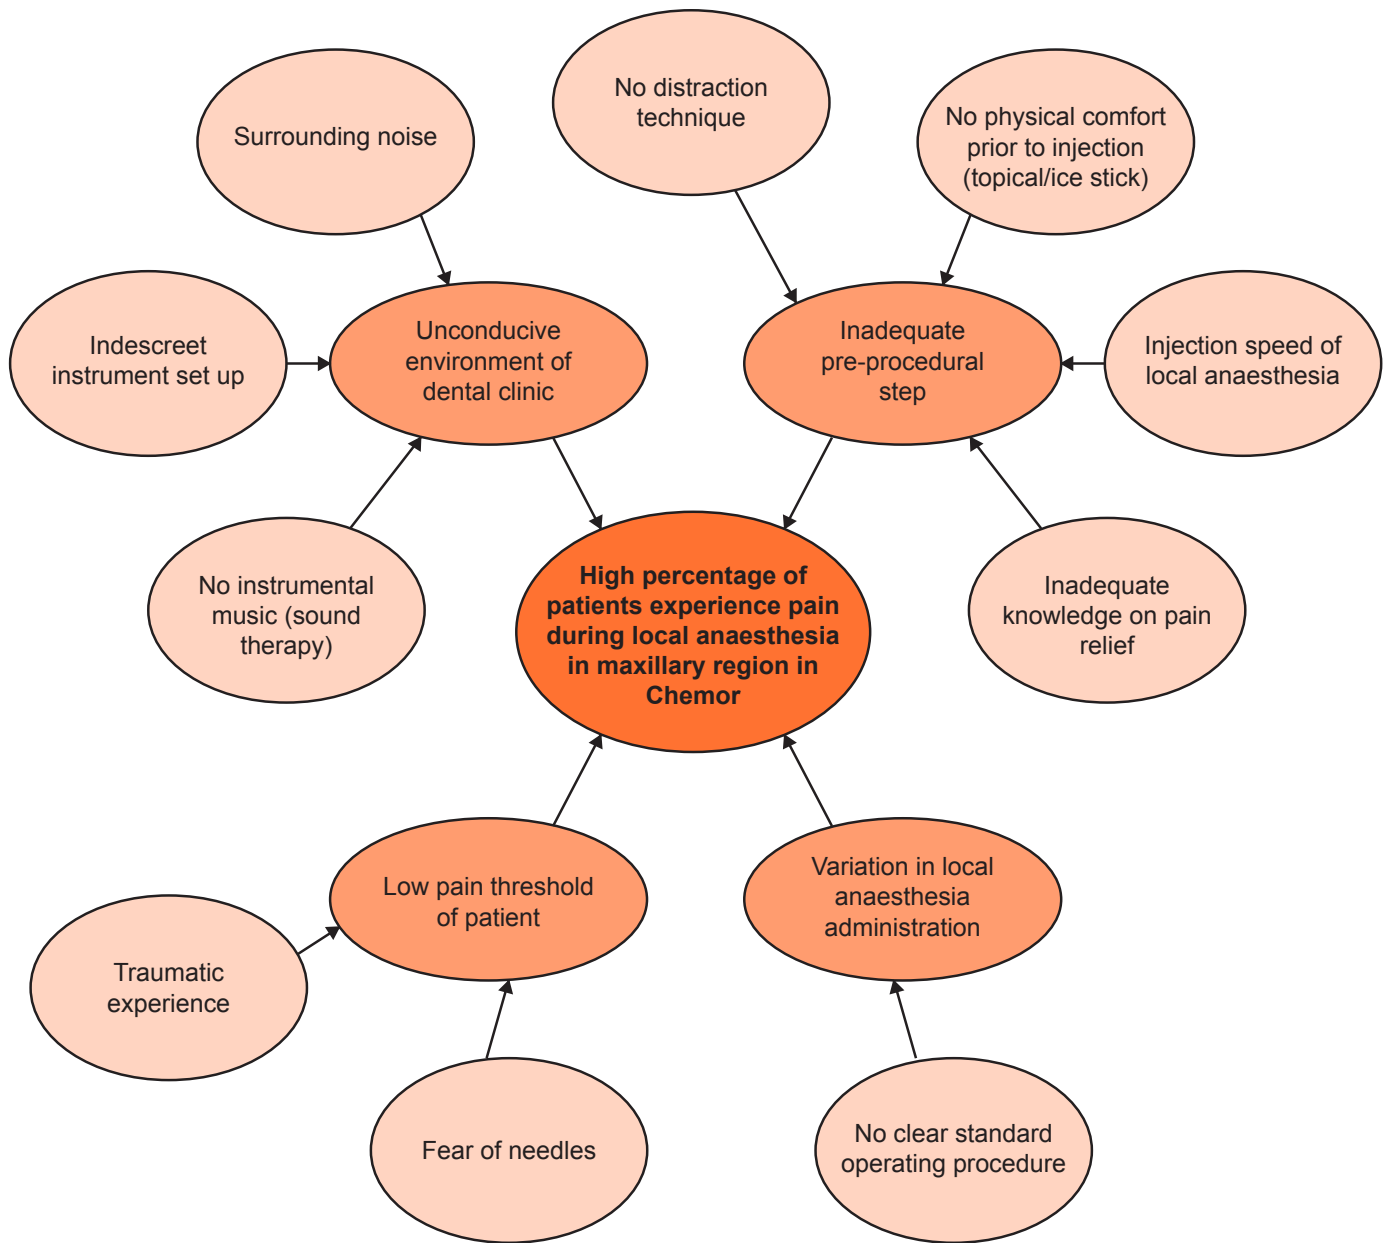 No distraction
technique
Surrounding noise
No physical comfort
prior to injection
(topical/ice stick)
Indescreet
instrument set up
Unconducive
environment of
dental clinic
Inadequate
pre-procedural
step
Injection speed of
local anaesthesia
No instrumental
music (sound
therapy)
High percentage of
patients experience pain
during local anaesthesia
in maxillary region in
Chemor
Inadequate
knowledge on pain
relief
Low pain threshold
of patient
Variation in local
anaesthesia
administration
Traumatic
experience
Fear of needles
No clear standard
operating procedure